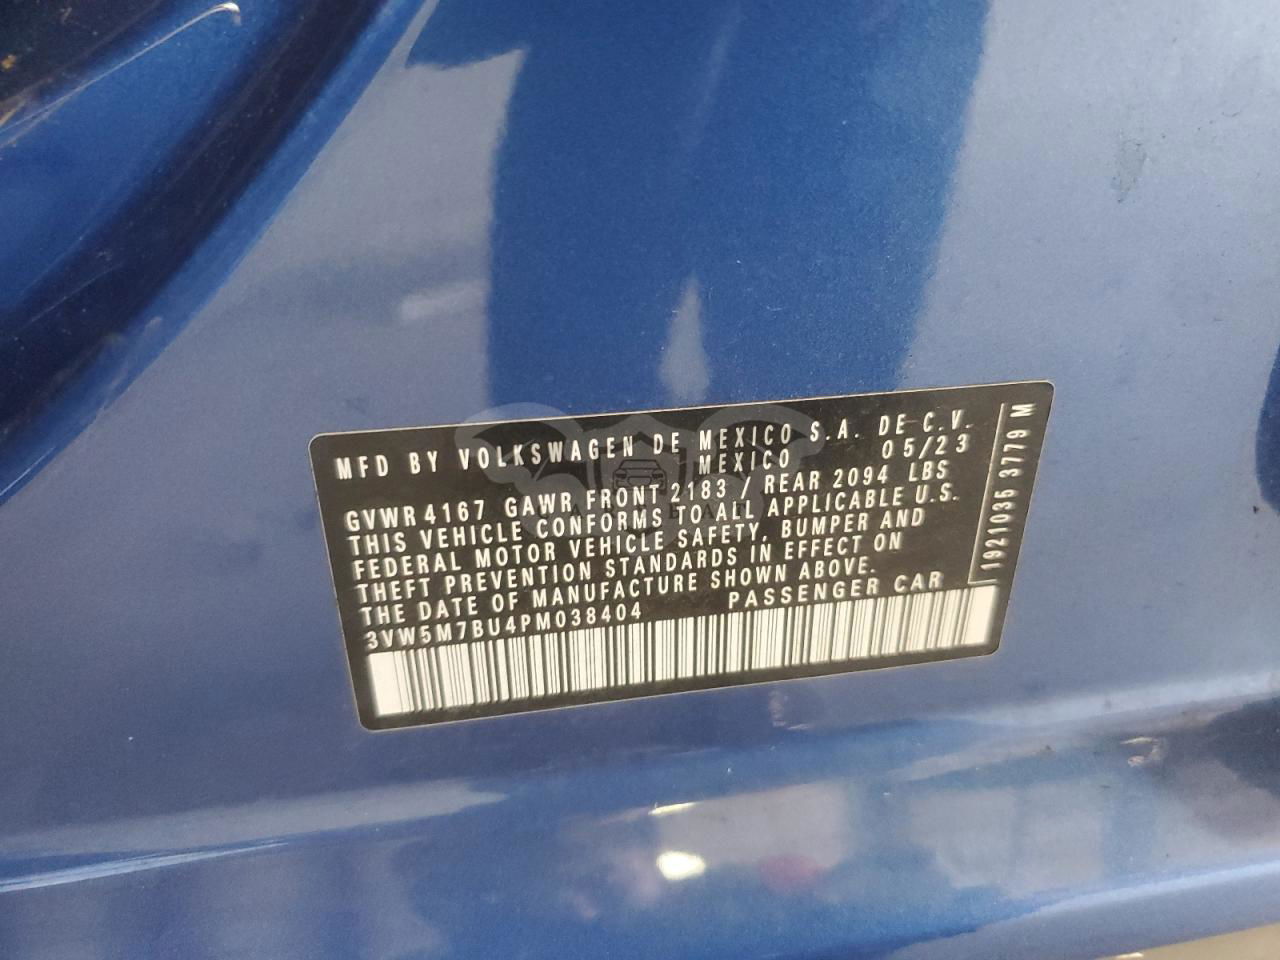 MFD BY VOLKSWAGEN DE MEXICO S.A. DE C.V.
MEXICO 05/23
GVWR 4167 GAWR FRONT 2183 / REAR 2094 LBS
THIS VEHICLE CONFORMS TO ALL APPLICABLE U.S.
FEDERAL MOTOR VEHICLE SAFETY, BUMPER AND
THEFT PREVENTION STANDARDS IN EFFECT ON
THE DATE OF MANUFACTURE SHOWN ABOVE.
3VW5M7BU4PM038404 PASSENGER CAR
1921035 3779 M